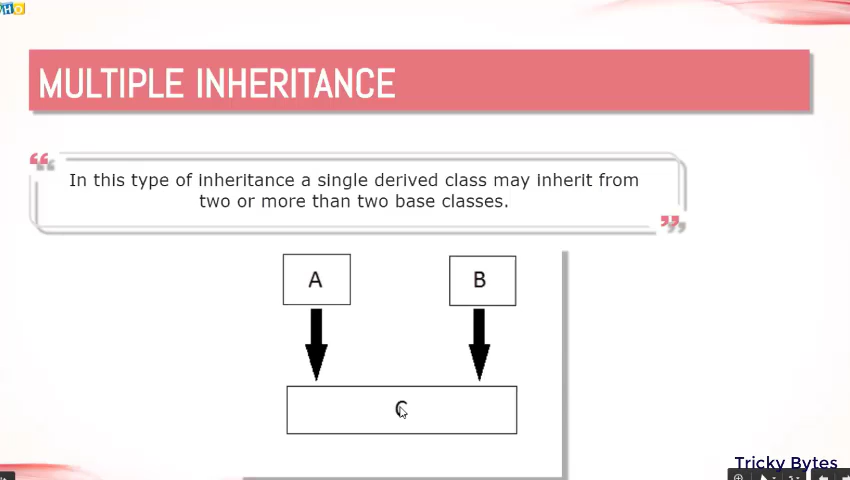 MULTIPLE INHERITANCE
In this type of inheritance a single derived class may inherit from
two or more than two base classes.
A
B
C
Tricky Bytes